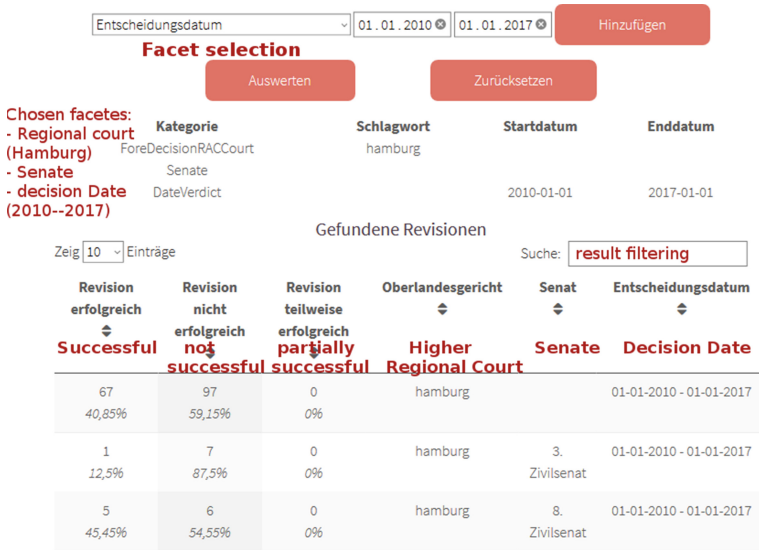 Entscheidungsdatum 01.01.2010 01.01.2017 Hinzufügen
Facet selection
Auswerten Zurücksetzen
Chosen facetes:
- Regional court
(Hamburg)
- Senate
- decision Date
(2010--2017)
Kategorie Schlagwort Startdatum Enddatum
ForeDecisionRACCourt hamburg
Senate
DateVerdict 2010-01-01 2017-01-01
Gefundene Revisionen
Zeig 10 Einträge Suche: result filtering
Revision Revision Revision Oberlandesgericht Senat Entscheidungsdatum
erfolgreich nicht teilweise
erfolgreich erfolgreich
Successful not partially Higher Senate Decision Date
successful successful Regional Court
67 97 0 hamburg 01-01-2010 - 01-01-2017
40,85% 59,15% 0%
1 7 0 hamburg 3. 01-01-2010 - 01-01-2017
12,5% 87,5% 0% Zivilsenat
5 6 0 hamburg 8. 01-01-2010 - 01-01-2017
45,45% 54,55% 0% Zivilsenat